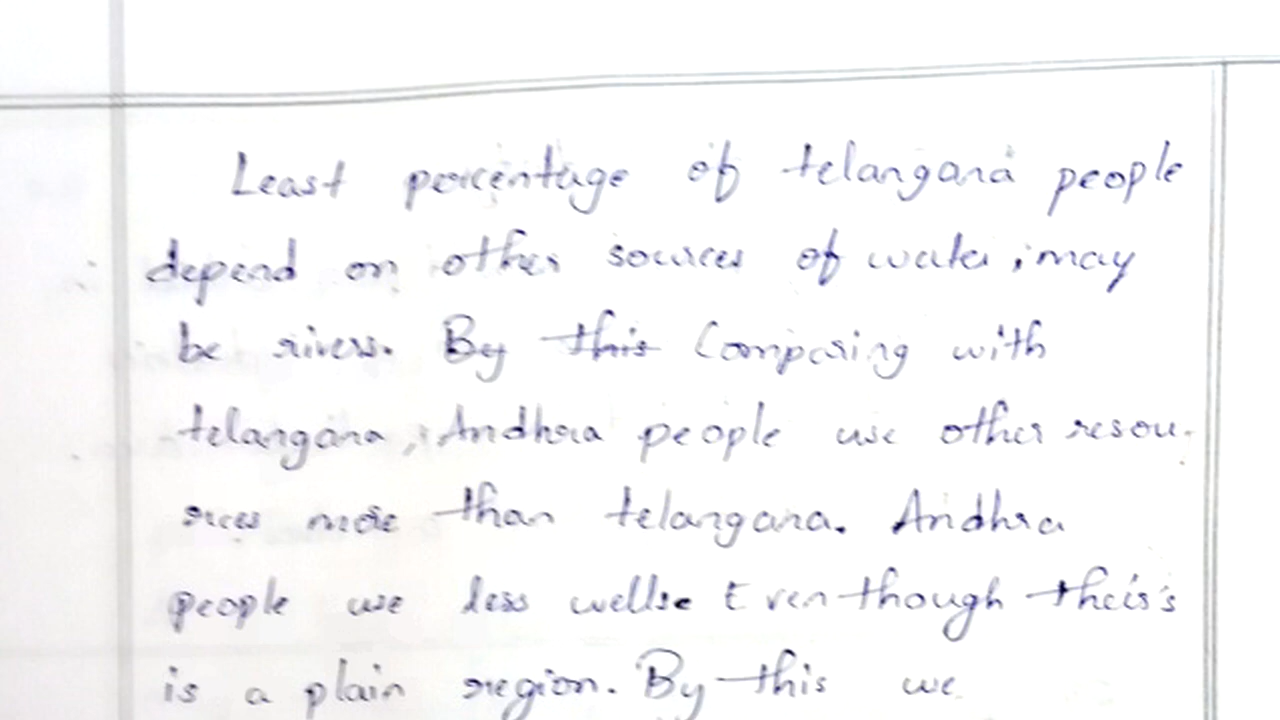 Least percentage of telangana people
depend on other sources of water, may
be rivers. By this Comparing with
telangana, Andhra people use other resou-
rces more than telangana. Andhra
people use less wells. Even though theirs
is a plain region. By this we